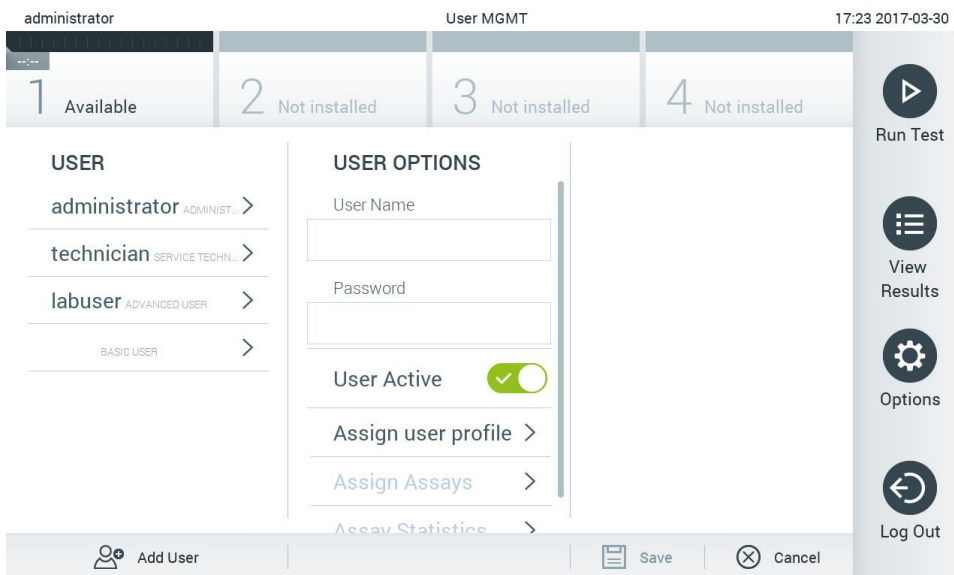 administrator User MGMT 17:23 2017-03-30
--:--
1 Available 2 Not installed 3 Not installed 4 Not installed
Run Test
USER
administrator ADMINIST...
technician SERVICE TECHN...
labuser ADVANCED USER
BASIC USER
USER OPTIONS
User Name
Password
User Active
Assign user profile
Assign Assays
Assay Statistics
View
Results
Options
Log Out
Add User Save Cancel